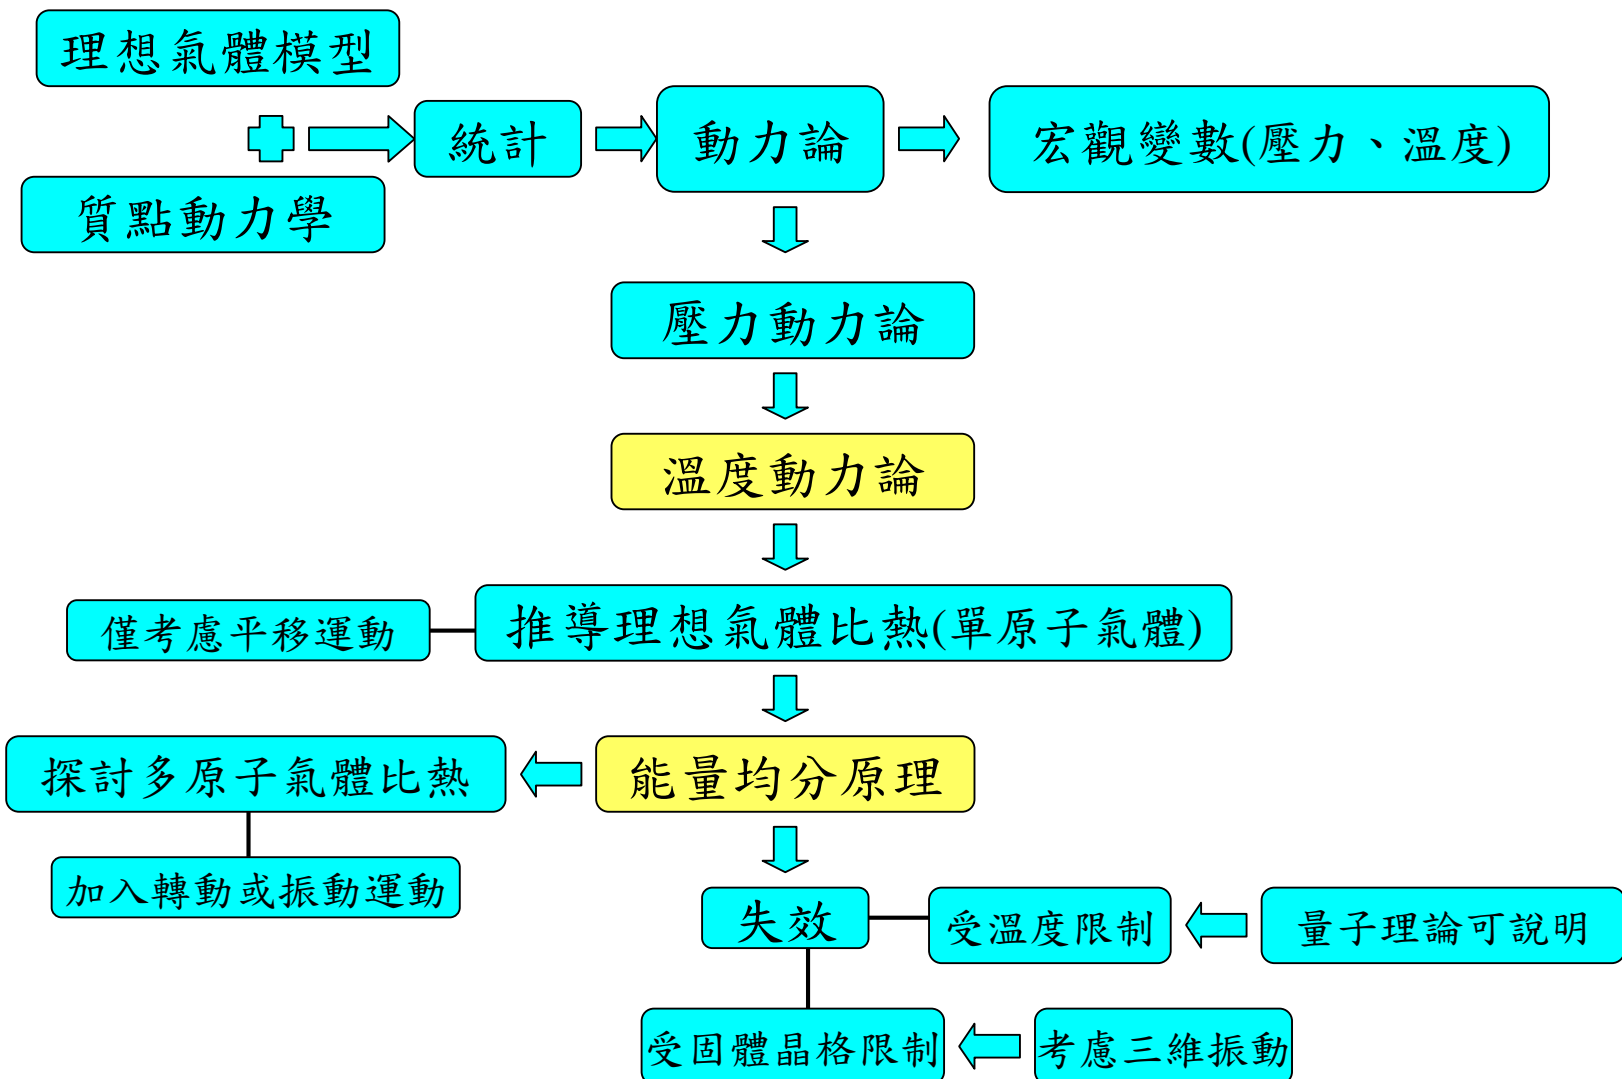 理想氣體模型
統計
動力論
宏觀變數(壓力、溫度)
質點動力學
壓力動力論
溫度動力論
僅考慮平移運動
推導理想氣體比熱(單原子氣體)
探討多原子氣體比熱
能量均分原理
加入轉動或振動運動
失效
受溫度限制
量子理論可說明
受固體晶格限制
考慮三維振動